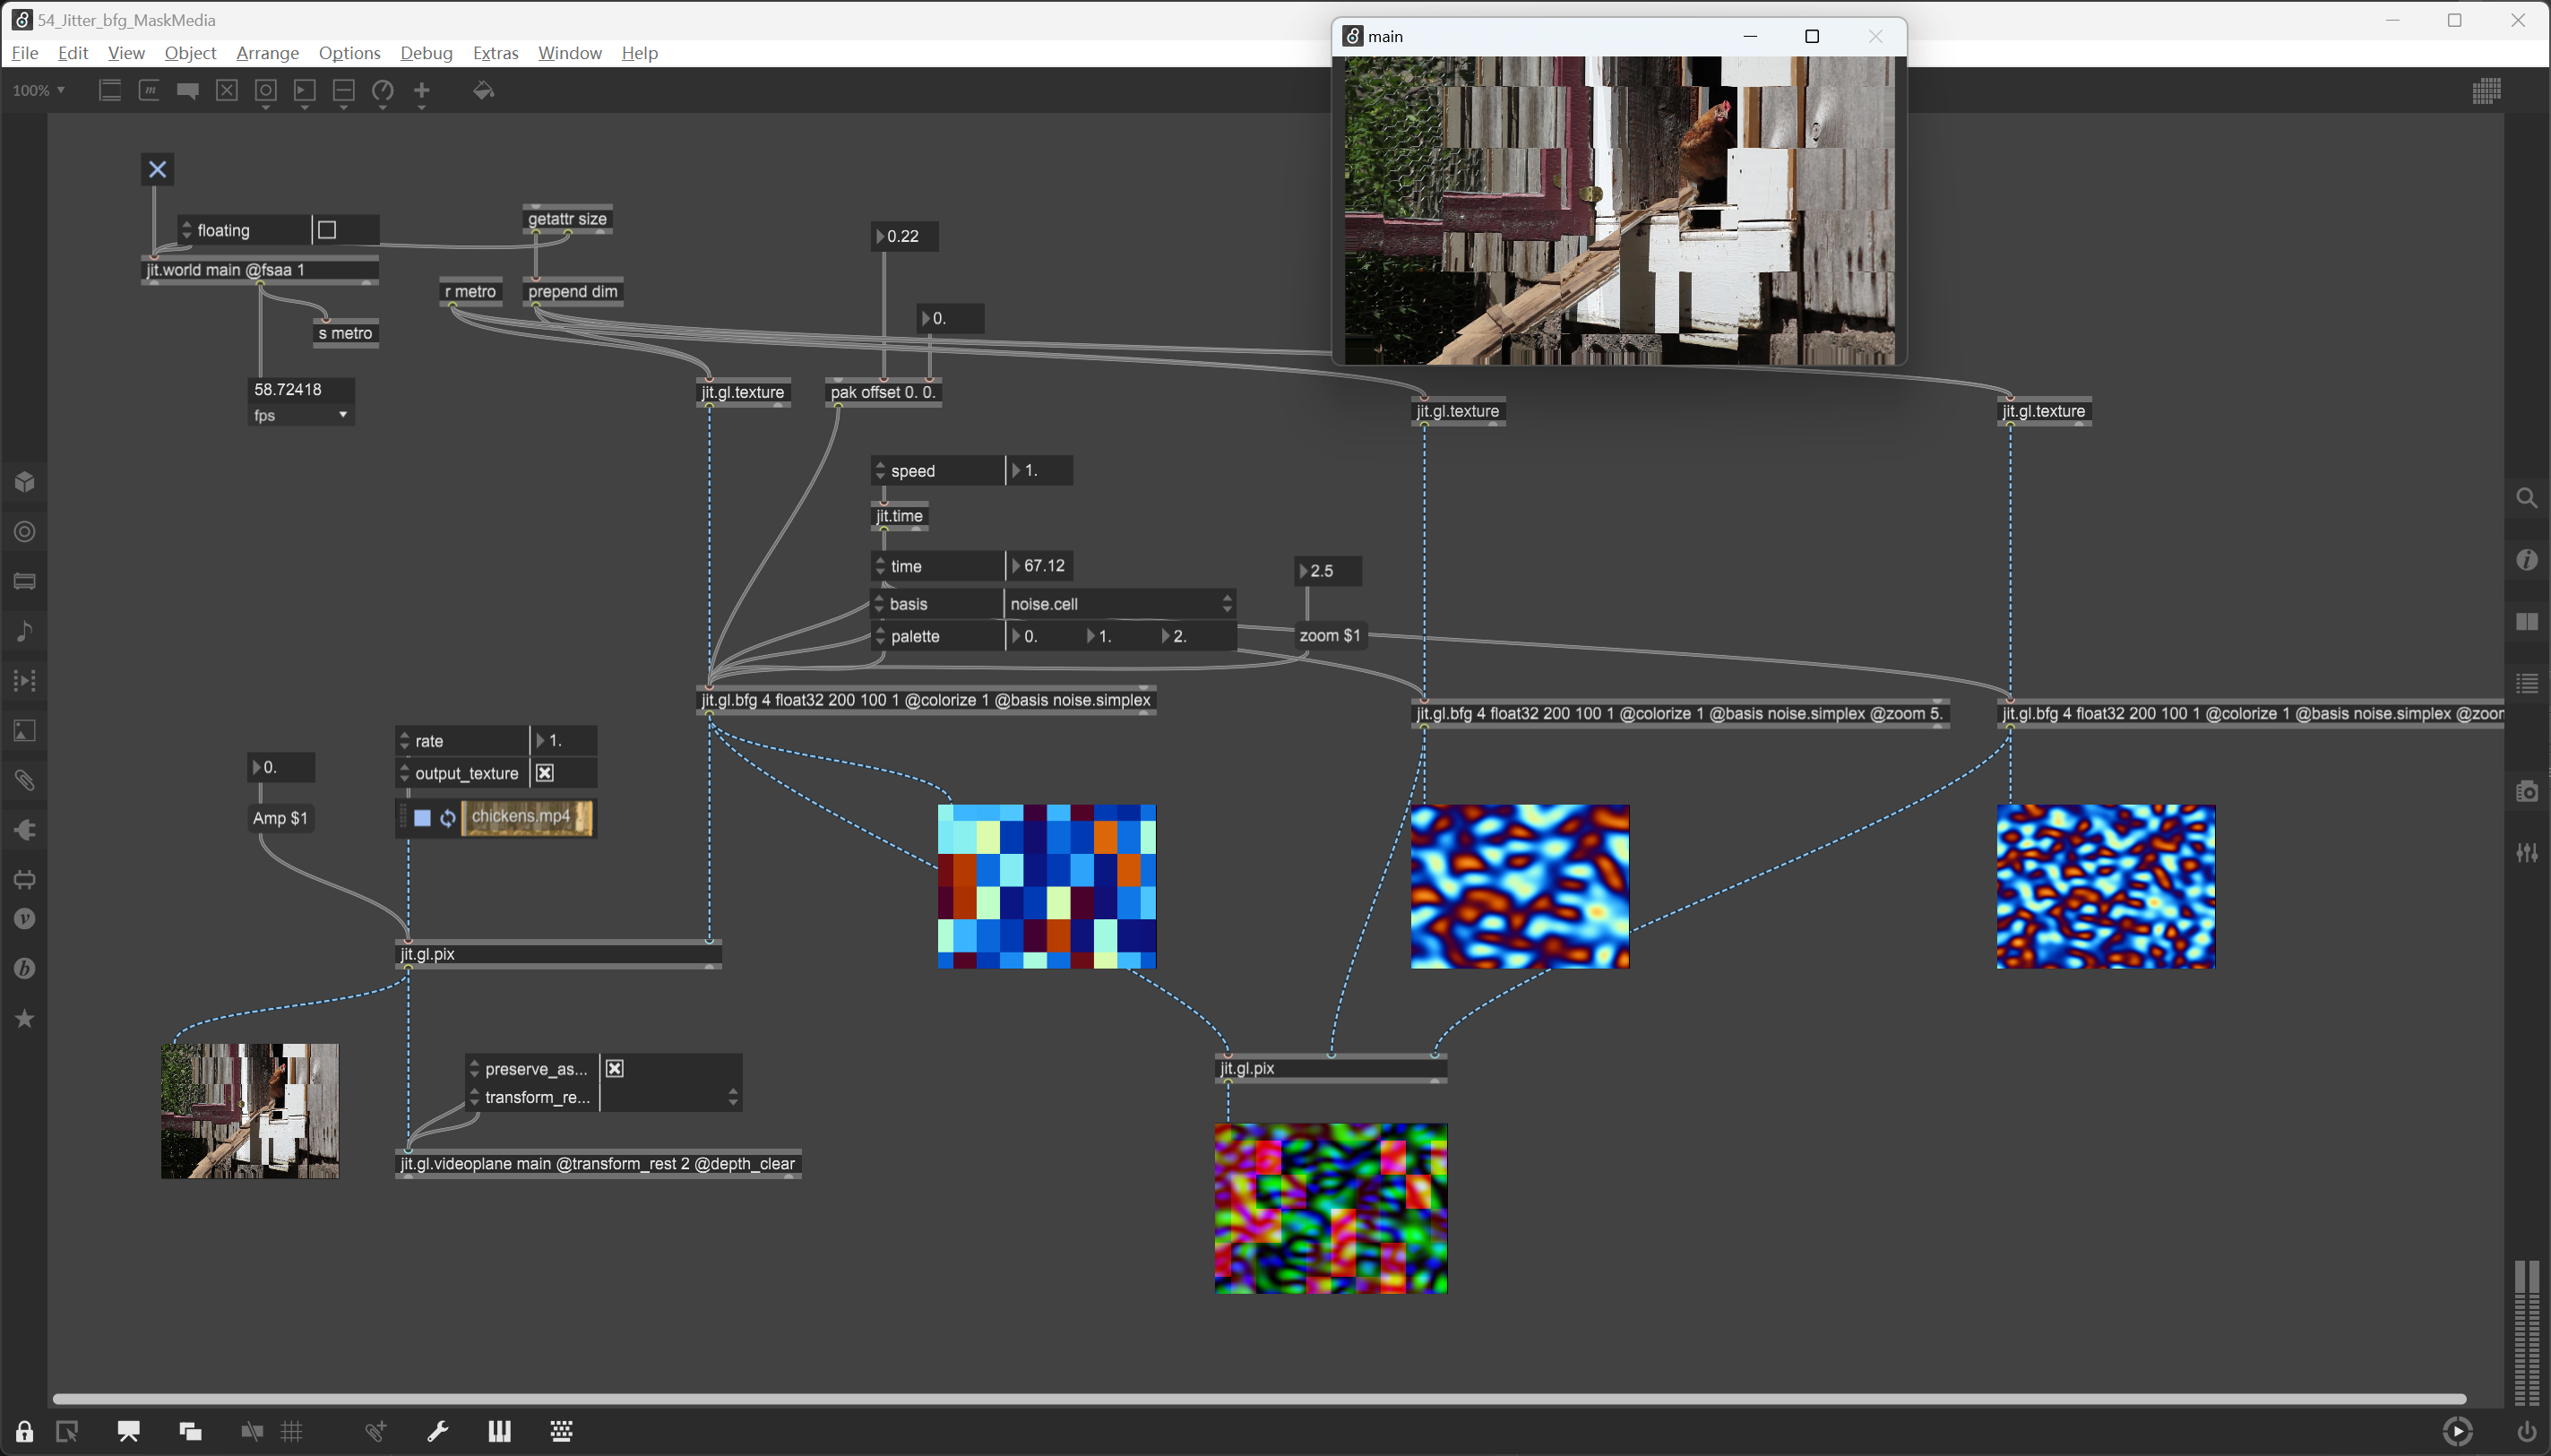 54_Jitter_bfg_MaskMedia
main
File Edit View Object Arrange Options Debug Extras Window Help
100%
floating
getattr size
0.22
jit.world main @fsaa 1
r metro
prepend dim
0.
s metro
58.72418
fps
jit.gl.texture
pak offset 0. 0.
jit.gl.texture
jit.gl.texture
speed 1.
jit.time
time 67.12
2.5
basis noise.cell
palette 0. 1. 2.
zoom $1
jit.gl.bfg 4 float32 200 100 1 @colorize 1 @basis noise.simplex
jit.gl.bfg 4 float32 200 100 1 @colorize 1 @basis noise.simplex @zoom 5.
jit.gl.bfg 4 float32 200 100 1 @colorize 1 @basis noise.simplex @zoom
rate 1.
0.
output_texture
Amp $1
chickens.mp4
jit.gl.pix
preserve_as...
jit.gl.pix
transform_re...
jit.gl.videoplane main @transform_rest 2 @depth_clear